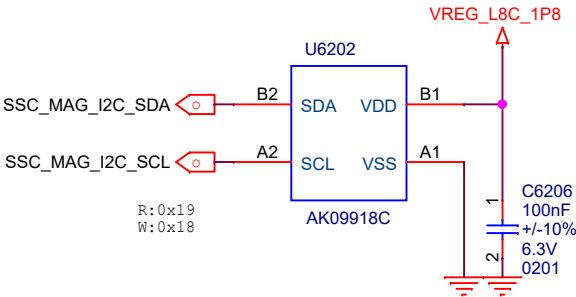 VREG_L8C_1P8
U6202
SSC_MAG_I2C_SDA
B2
SDA
VDD
B1
SSC_MAG_I2C_SCL
A2
SCL
VSS
A1
R:0x19
W:0x18
AK09918C
1
2
C6206
100nF
+/-10%
6.3V
0201